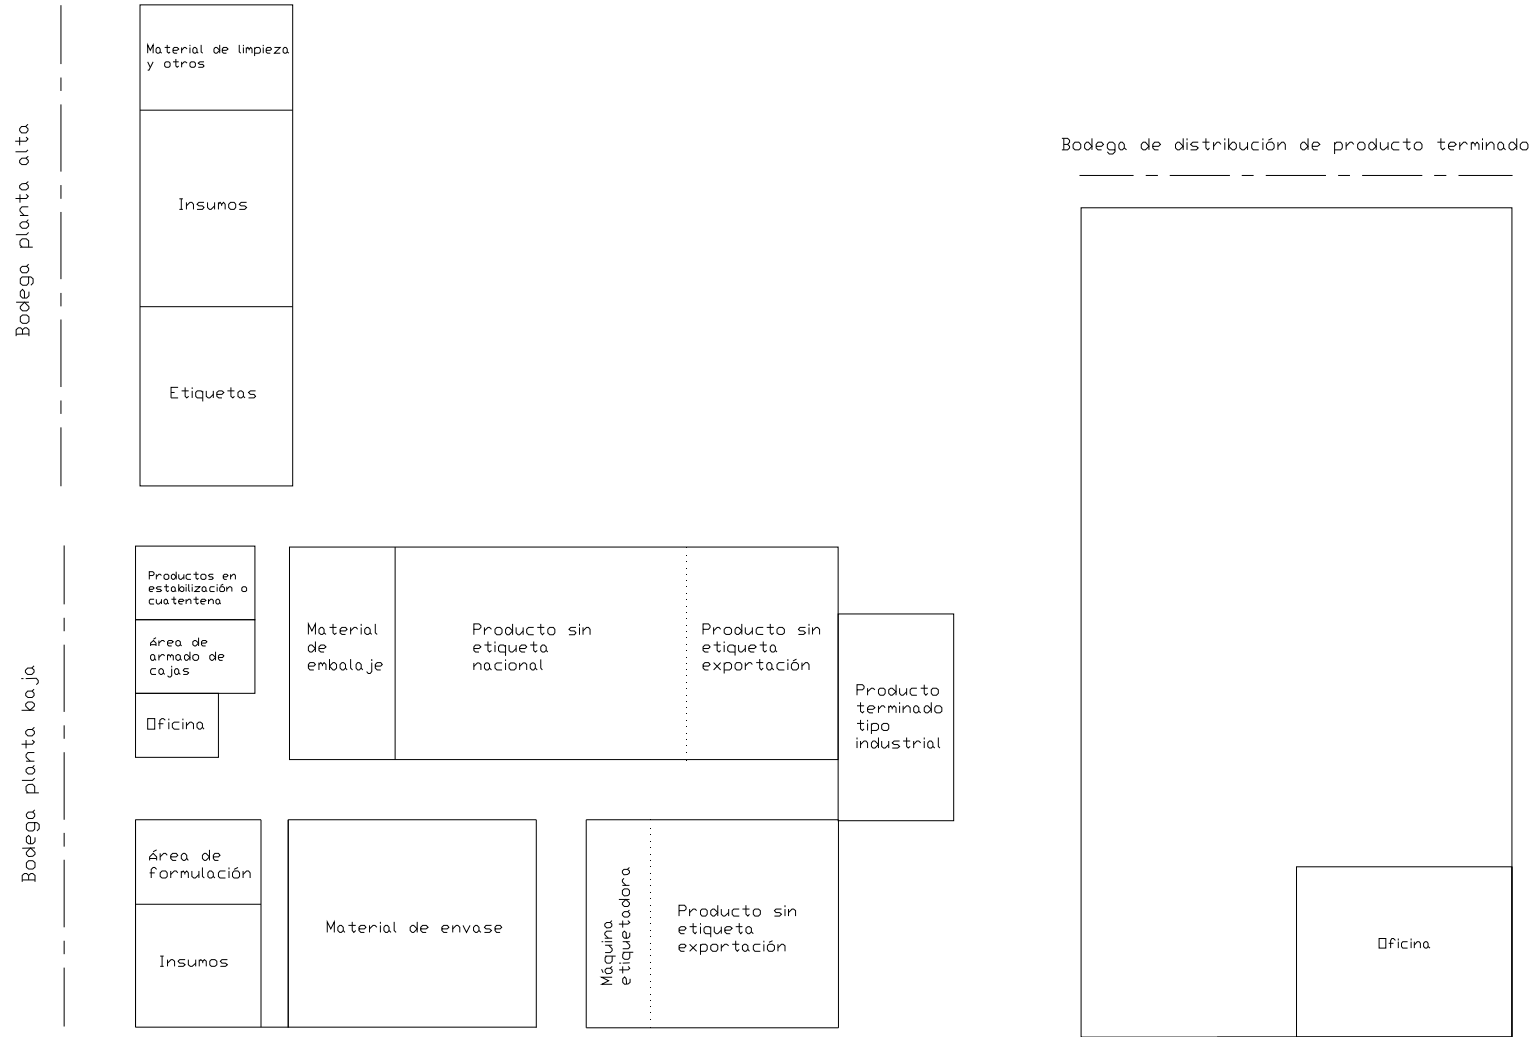 Bodega planta alta
Material de limpieza
y otros
Insumos
Etiquetas
Bodega de distribución de producto terminado
Bodega planta baja
Productos en
estabilización o
cuatentena
Área de
armado de
cajas
Oficina
Material
de
embalaje
Producto sin
etiqueta
nacional
Producto sin
etiqueta
exportación
Producto
terminado
tipo
industrial
Área de
formulación
Insumos
Material de envase
Máquina
etiquetadora
Producto sin
etiqueta
exportación
Oficina